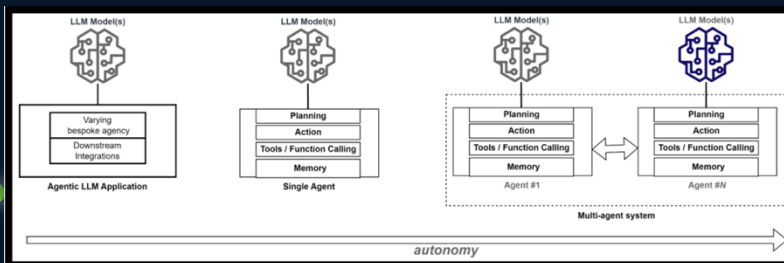 LLM Model(s)
LLM Model(s)
LLM Model(s)
LLM Model(s)
Varying
bespoke agency
Downstream
Integrations
Agentic LLM Application
Planning
Action
Tools / Function Calling
Memory
Single Agent
Planning
Action
Tools / Function Calling
Memory
Agent #1
Planning
Action
Tools / Function Calling
Memory
Agent #N
Multi-agent system
autonomy